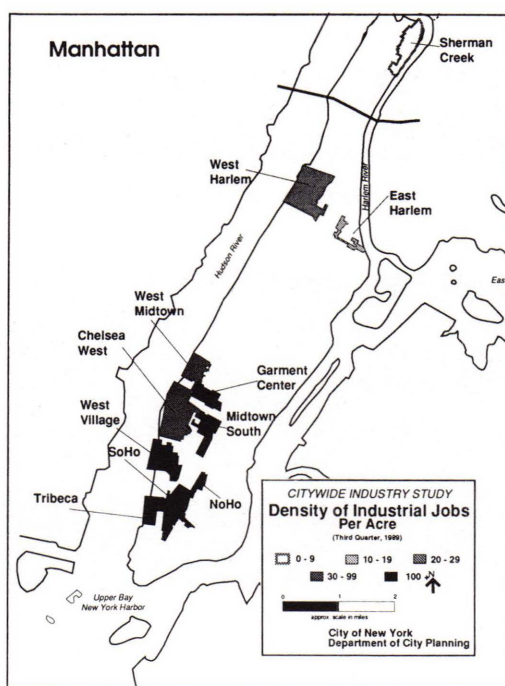 Manhattan
Sherman
Creek
West
Harlem
Harlem River
East
Harlem
Hudson River
East
West
Midtown
Chelsea
West
Garment
Center
West
Village
Midtown
South
SoHo
NoHo
Tribeca
Upper Bay
New York Harbor
CITYWIDE INDUSTRY STUDY
Density of Industrial Jobs
Per Acre
(Third Quarter, 1989)
0 - 9 10 - 19 20 - 29
30 - 99 100 +
N
0 1 2
approx scale in miles
City of New York
Department of City Planning